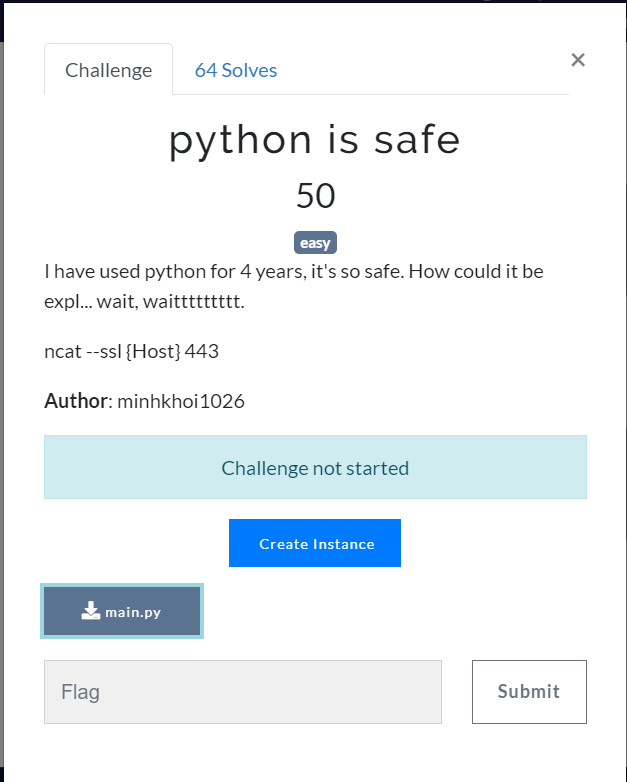 Challenge
64 Solves
×
python is safe
50
easy
I have used python for 4 years, it's so safe. How could it be
expl... wait, waittttttttt.
ncat --ssl {Host} 443
Author: minhkhoi1026
Challenge not started
Create Instance
main.py
Flag
Submit